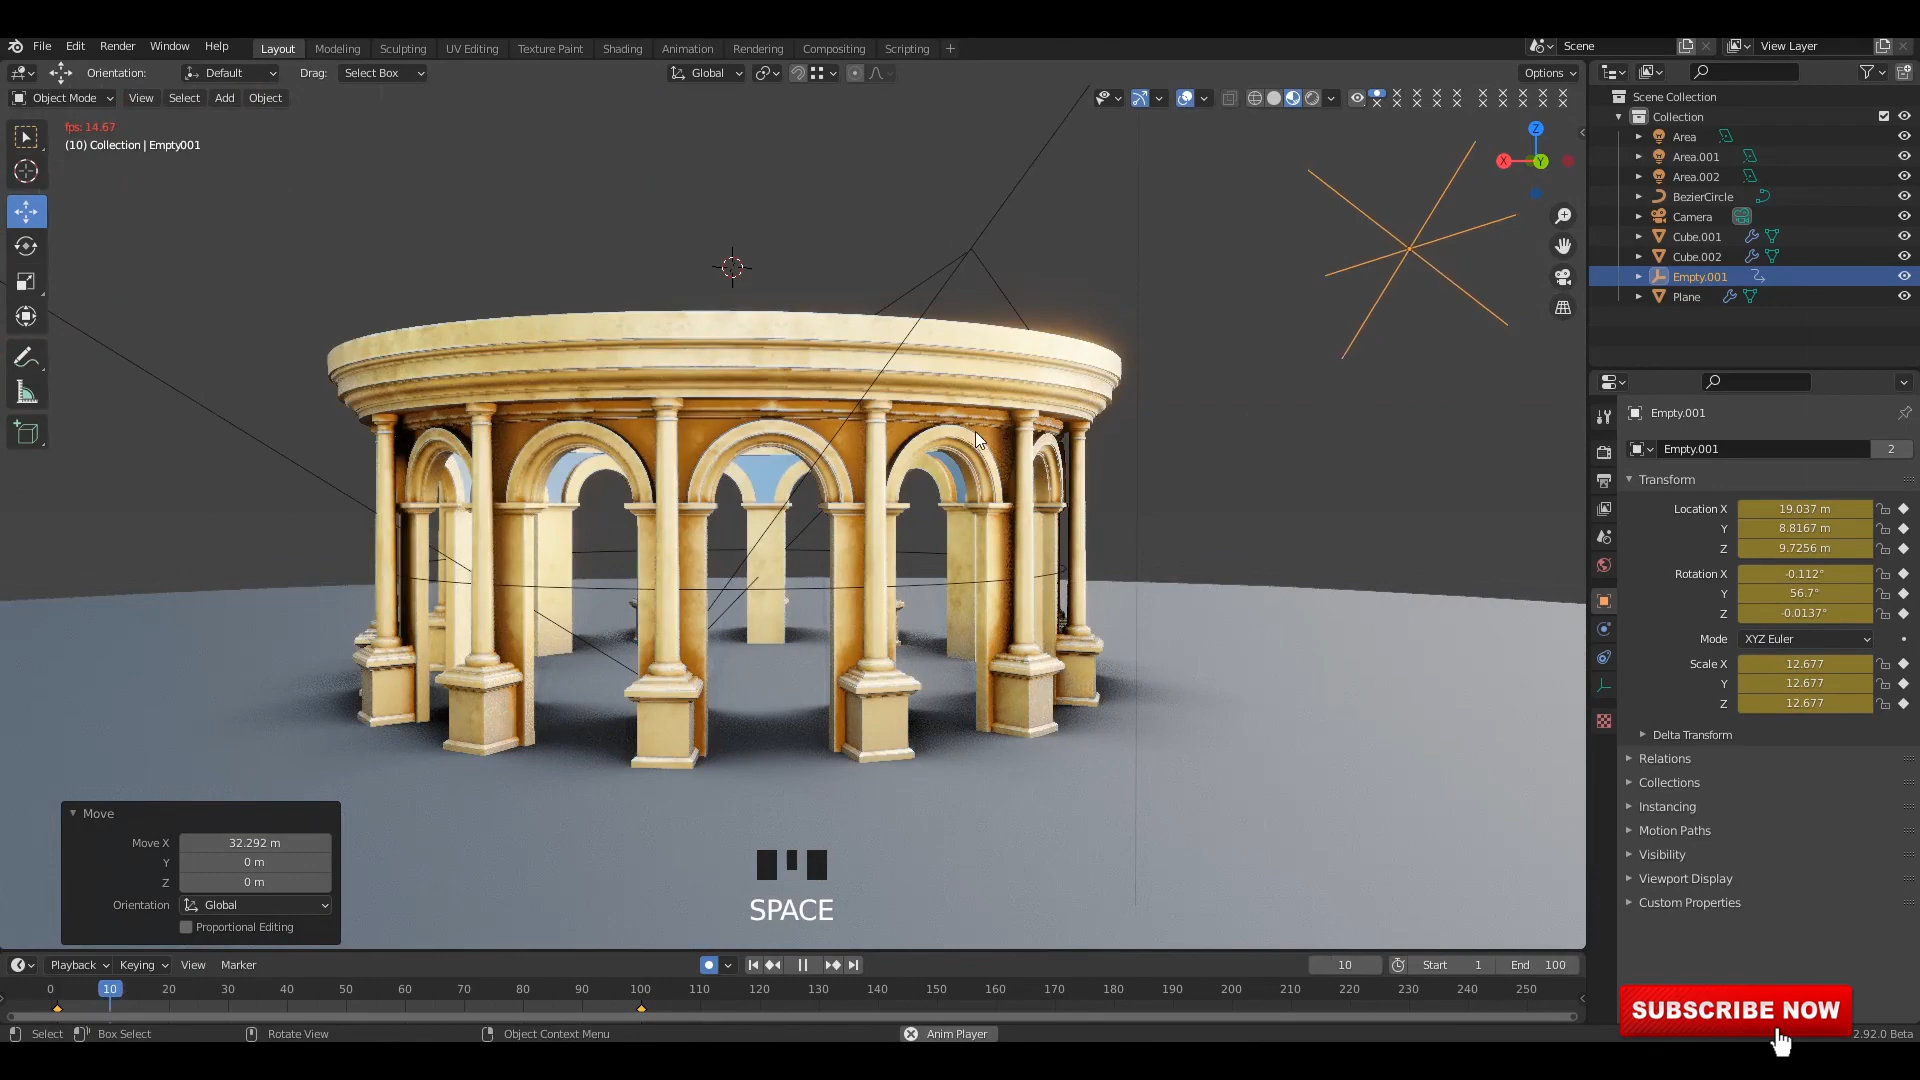 File Edit Render Window Help Layout Modeling Sculpting UV Editing Texture Paint Shading Animation Rendering Compositing Scripting + Scene View Layer
Orientation: Default Drag: Select Box Global Options
Object Mode View Select Add Object
fps: 14.67
(10) Collection | Empty001
Z
X
Y
Scene Collection
Collection
Area
Area.001
Area.002
BezierCircle
Camera
Cube.001
Cube.002
Empty.001
Plane
Empty.001
Empty.001 2
Transform
Location X 19.037 m
Y 8.8167 m
Z 9.7256 m
Rotation X -0.112°
Y 56.7°
Z -0.0137°
Mode XYZ Euler
Scale X 12.677
Y 12.677
Z 12.677
Delta Transform
Relations
Collections
Instancing
Motion Paths
Visibility
Viewport Display
Custom Properties
Move
Move X 32.292 m
Y 0 m
Z 0 m
Orientation Global
Proportional Editing
SPACE
Playback Keying View Marker 10 Start 1 End 100
0 10 20 30 40 50 60 70 80 90 100 110 120 130 140 150 160 170 180 190 200 210 220 230 240 250
SUBSCRIBE NOW
Select Box Select Rotate View Object Context Menu Anim Player 2.92.0 Beta